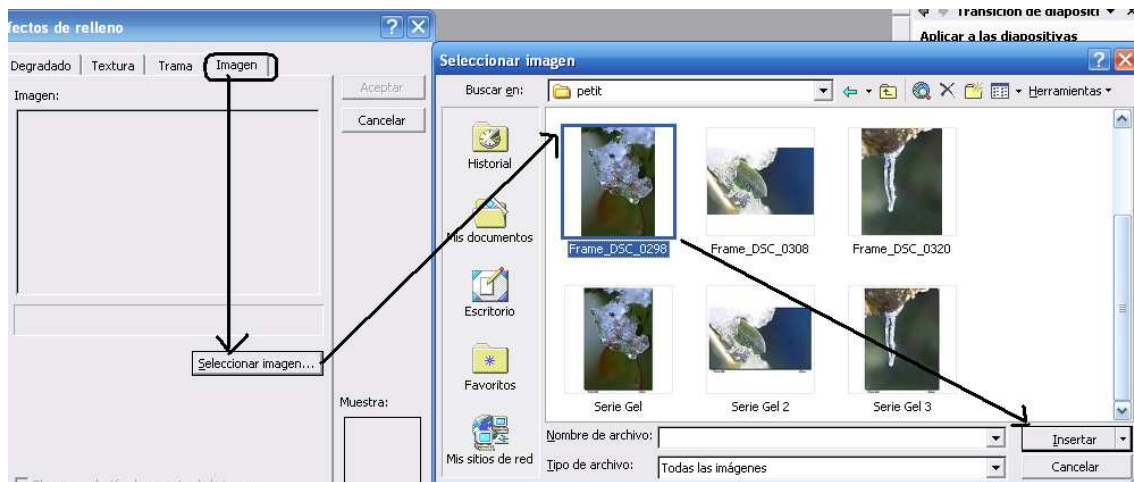 Transición de diapositi
Aplicar a las diapositivas
fectos de relleno
Degradado Textura Trama Imagen
Imagen:
Aceptar
Cancelar
Seleccionar imagen...
Muestra:
Seleccionar imagen
Buscar en: petit Herramientas
Historial
Mis documentos
Escritorio
Favoritos
Mis sitios de red
Frame_DSC_0298 Frame_DSC_0308 Frame_DSC_0320
Serie Gel Serie Gel 2 Serie Gel 3
Nombre de archivo: Insertar
Tipo de archivo: Todas las imágenes Cancelar